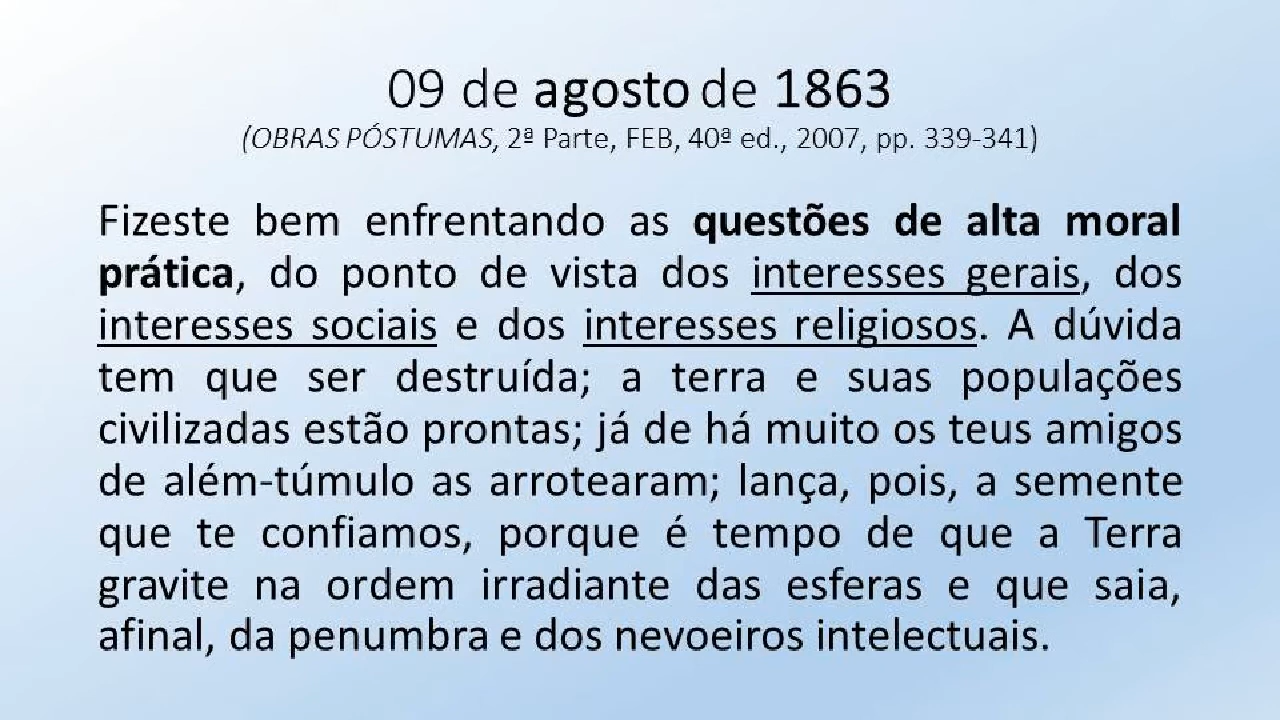 09 de agosto de 1863
(OBRAS PÓSTUMAS, 2ª Parte, FEB, 40ª ed., 2007, pp. 339-341)
Fizeste bem enfrentando as questões de alta moral
prática, do ponto de vista dos interesses gerais, dos
interesses sociais e dos interesses religiosos. A dúvida
tem que ser destruída; a terra e suas populações
civilizadas estão prontas; já de há muito os teus amigos
de além-túmulo as arrotearam; lança, pois, a semente
que te confiamos, porque é tempo de que a Terra
gravite na ordem irradiante das esferas e que saia,
afinal, da penumbra e dos nevoeiros intelectuais.